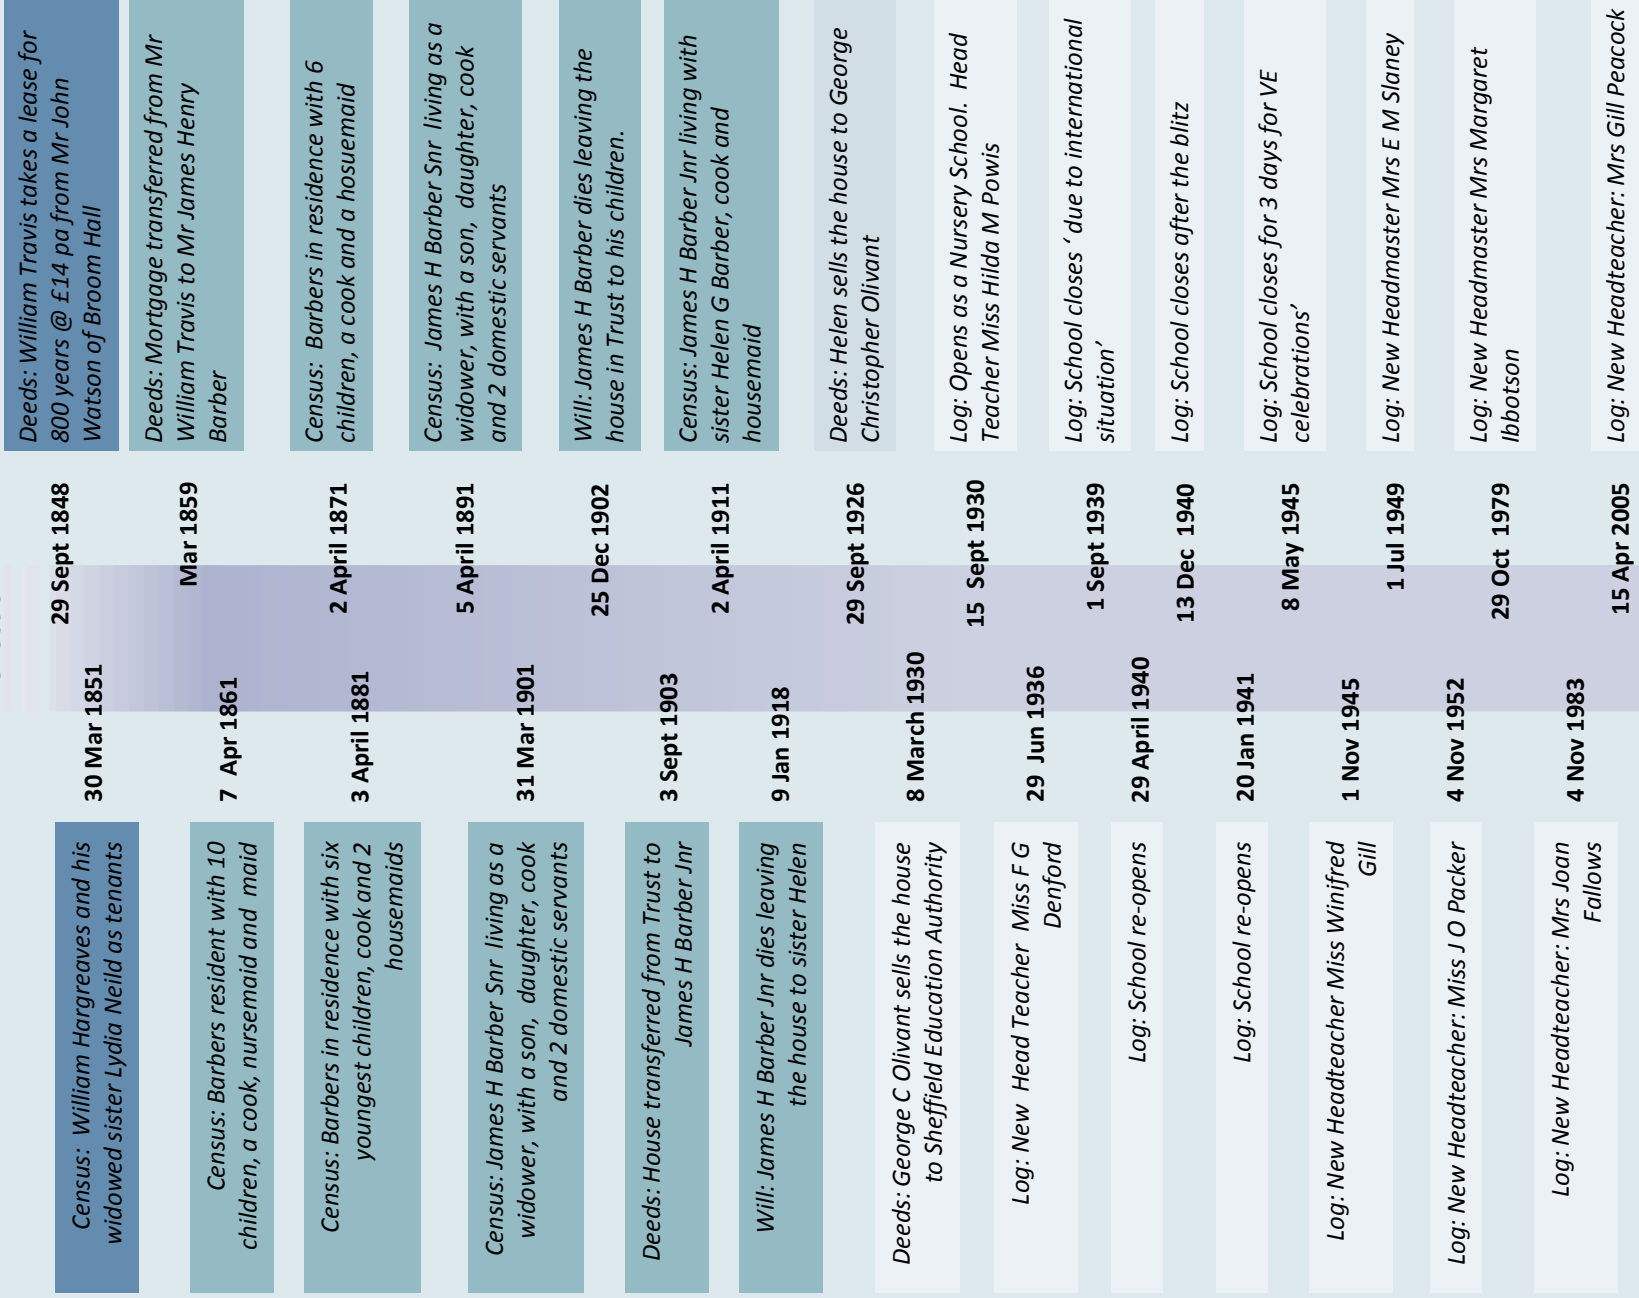 29 Sept 1848
Deeds: William Travis takes a lease for
800 years @ £14 pa from Mr John
Watson of Broom Hall
30 Mar 1851
Census: William Hargreaves and his
widowed sister Lydia Neild as tenants
Mar 1859
Deeds: Mortgage transferred from Mr
William Travis to Mr James Henry
Barber
7 Apr 1861
Census: Barbers resident with 10
children, a cook, nursemaid and maid
2 April 1871
Census: Barbers in residence with 6
children, a cook and a hosuemaid
3 April 1881
Census: Barbers in residence with six
youngest children, cook and 2
housemaids
5 April 1891
Census: James H Barber Snr living as a
widower, with a son, daughter, cook
and 2 domestic servants
31 Mar 1901
Census: James H Barber Snr living as a
widower, with a son, daughter, cook
and 2 domestic servants
25 Dec 1902
Will: James H Barber dies leaving the
house in Trust to his children.
3 Sept 1903
Deeds: House transferred from Trust to
James H Barber Jnr
2 April 1911
Census: James H Barber Jnr living with
sister Helen G Barber, cook and
housemaid
9 Jan 1918
Will: James H Barber Jnr dies leaving
the house to sister Helen
29 Sept 1926
Deeds: Helen sells the house to George
Christopher Olivant
8 March 1930
Deeds: George C Olivant sells the house
to Sheffield Education Authority
15 Sept 1930
Log: Opens as a Nursery School. Head
Teacher Miss Hilda M Powis
29 Jun 1936
Log: New Head Teacher Miss F G
Denford
1 Sept 1939
Log: School closes ‘ due to international
situation’
29 April 1940
Log: School re-opens
13 Dec 1940
Log: School closes after the blitz
20 Jan 1941
Log: School re-opens
8 May 1945
Log: School closes for 3 days for VE
celebrations’
1 Nov 1945
Log: New Headteacher Miss Winifred
Gill
1 Jul 1949
Log: New Headmaster Mrs E M Slaney
4 Nov 1952
Log: New Headteacher: Miss J O Packer
29 Oct 1979
Log: New Headmaster Mrs Margaret
Ibbotson
4 Nov 1983
Log: New Headteacher: Mrs Joan
Fallows
15 Apr 2005
Log: New Headteacher: Mrs Gill Peacock